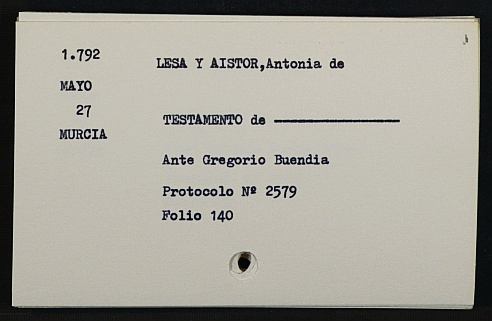 1.792
MAYO
27
MURCIA
LESA Y AISTOR,Antonia de
TESTAMENTO de ————————
Ante Gregorio Buendia
Protocolo Nº 2579
Folio 140